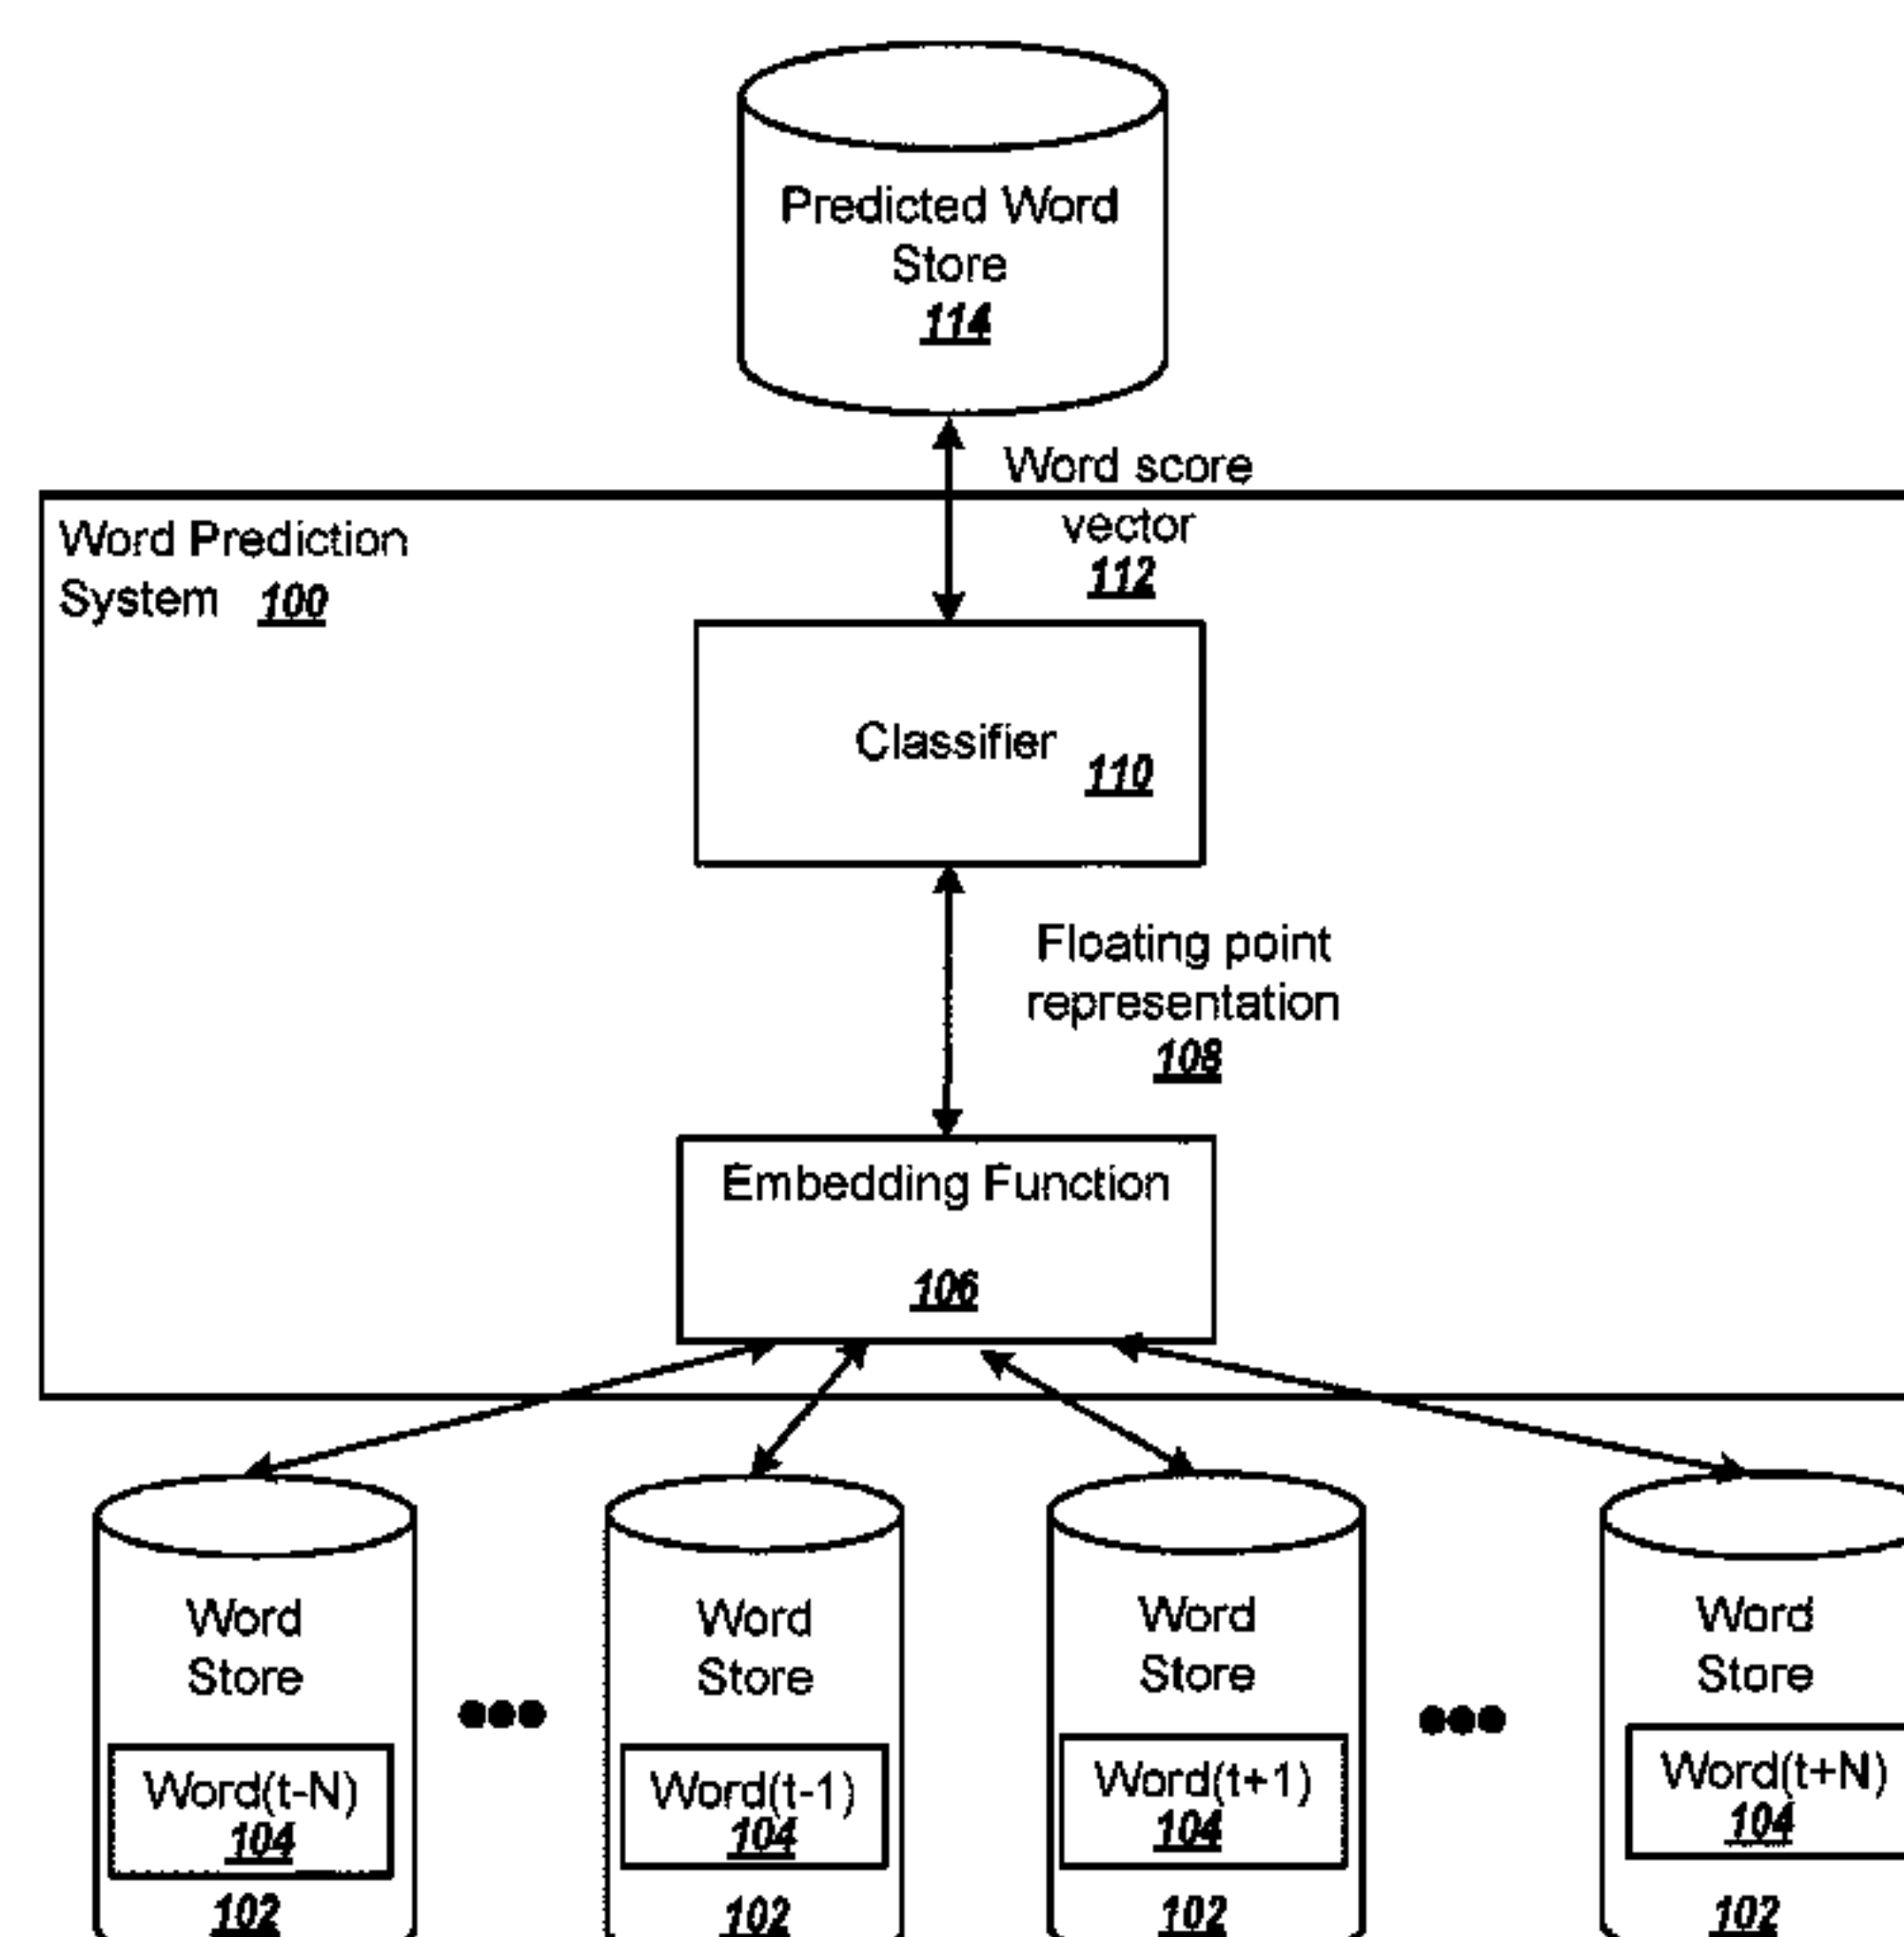 Predicted Word
Store
114
Word score
vector
112
Word Prediction
System 100
Classifier 110
Floating point
representation
108
Embedding Function
106
Word
Store
Word(t-N)
104
102
Word
Store
Word(t-1)
104
102
Word
Store
Word(t+1)
104
102
Word
Store
Word(t+N)
104
102